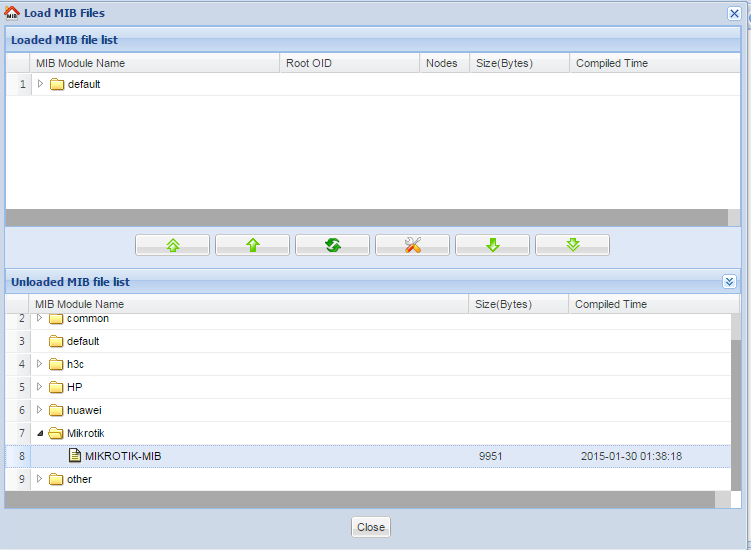 MIB Load MIB Files
Loaded MIB file list
MIB Module Name Root OID Nodes Size(Bytes) Compiled Time
1 default
Unloaded MIB file list
MIB Module Name Size(Bytes) Compiled Time
2 common
3 default
4 h3c
5 HP
6 huawei
7 Mikrotik
8 MIKROTIK-MIB 9951 2015-01-30 01:38:18
9 other
Close